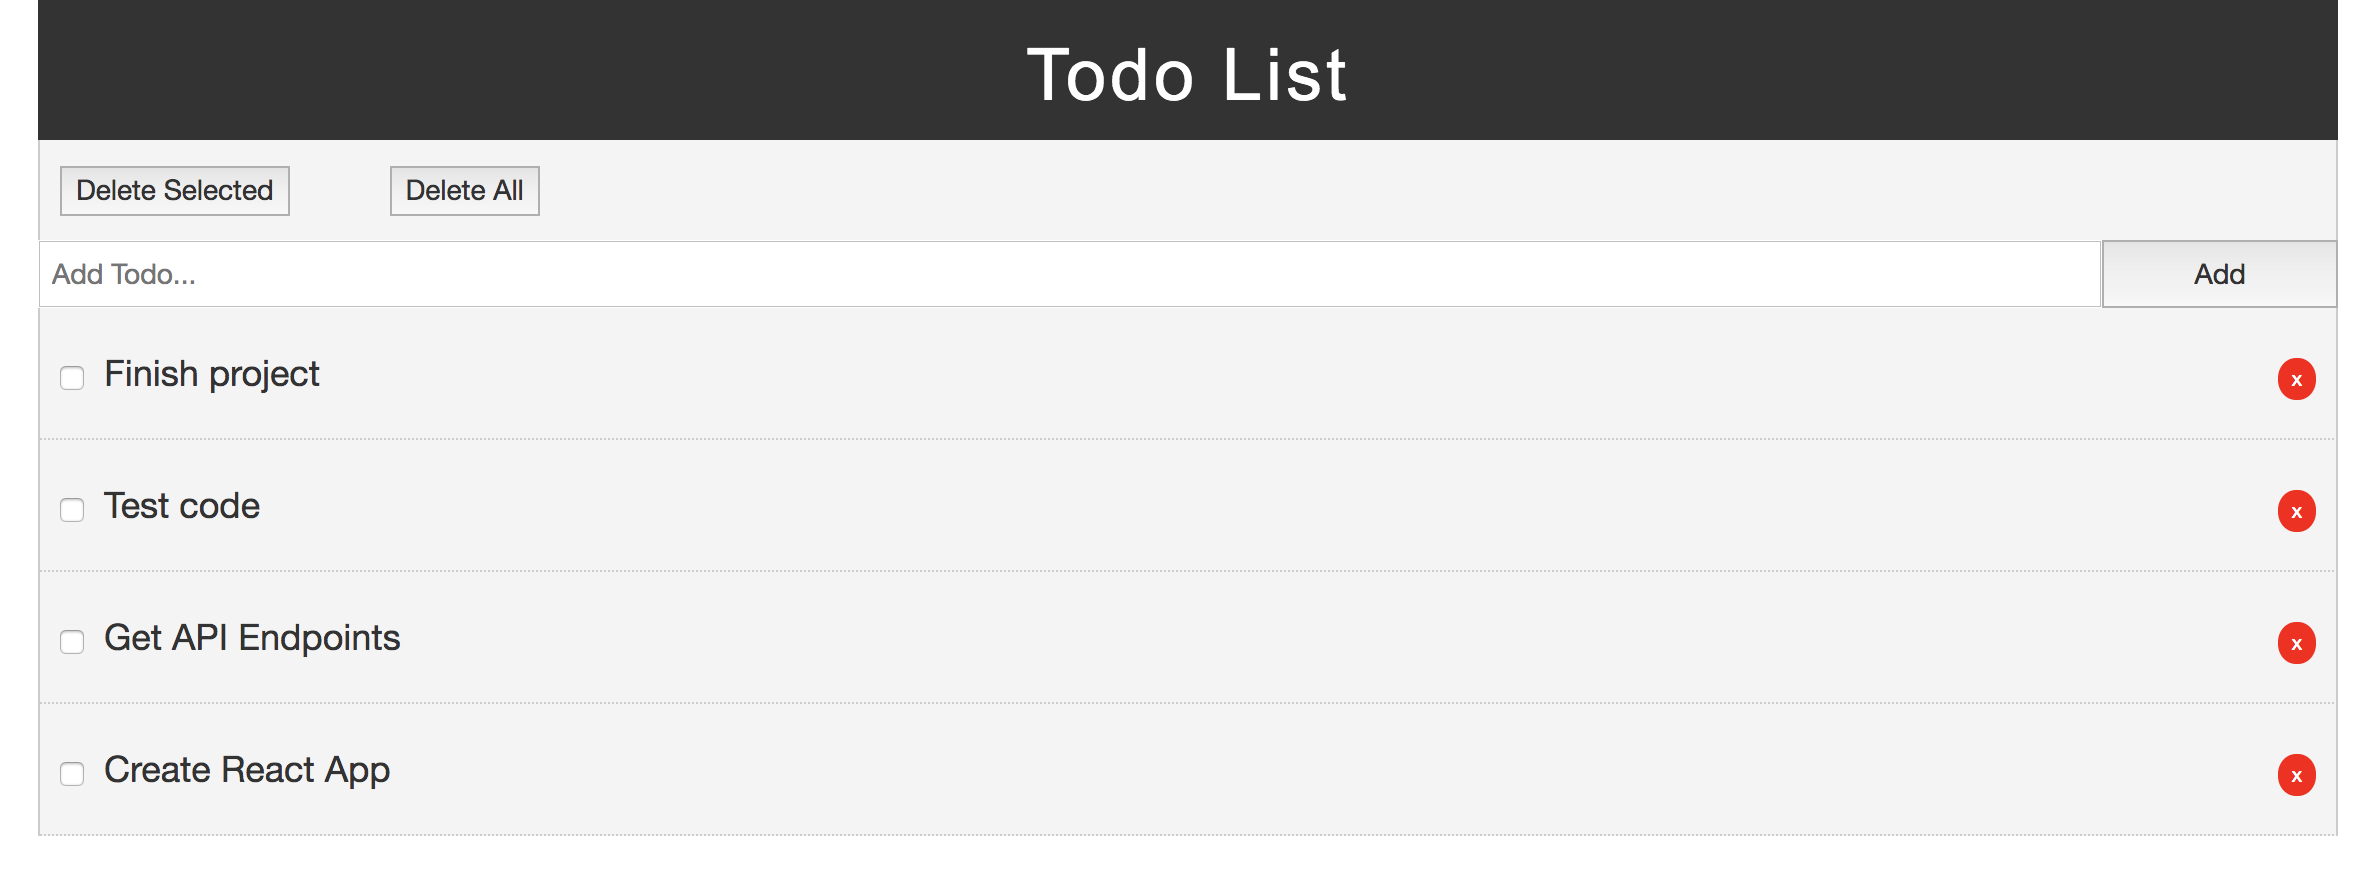 Todo List
Delete Selected Delete All
Add Todo... Add
Finish project x
Test code x
Get API Endpoints x
Create React App x